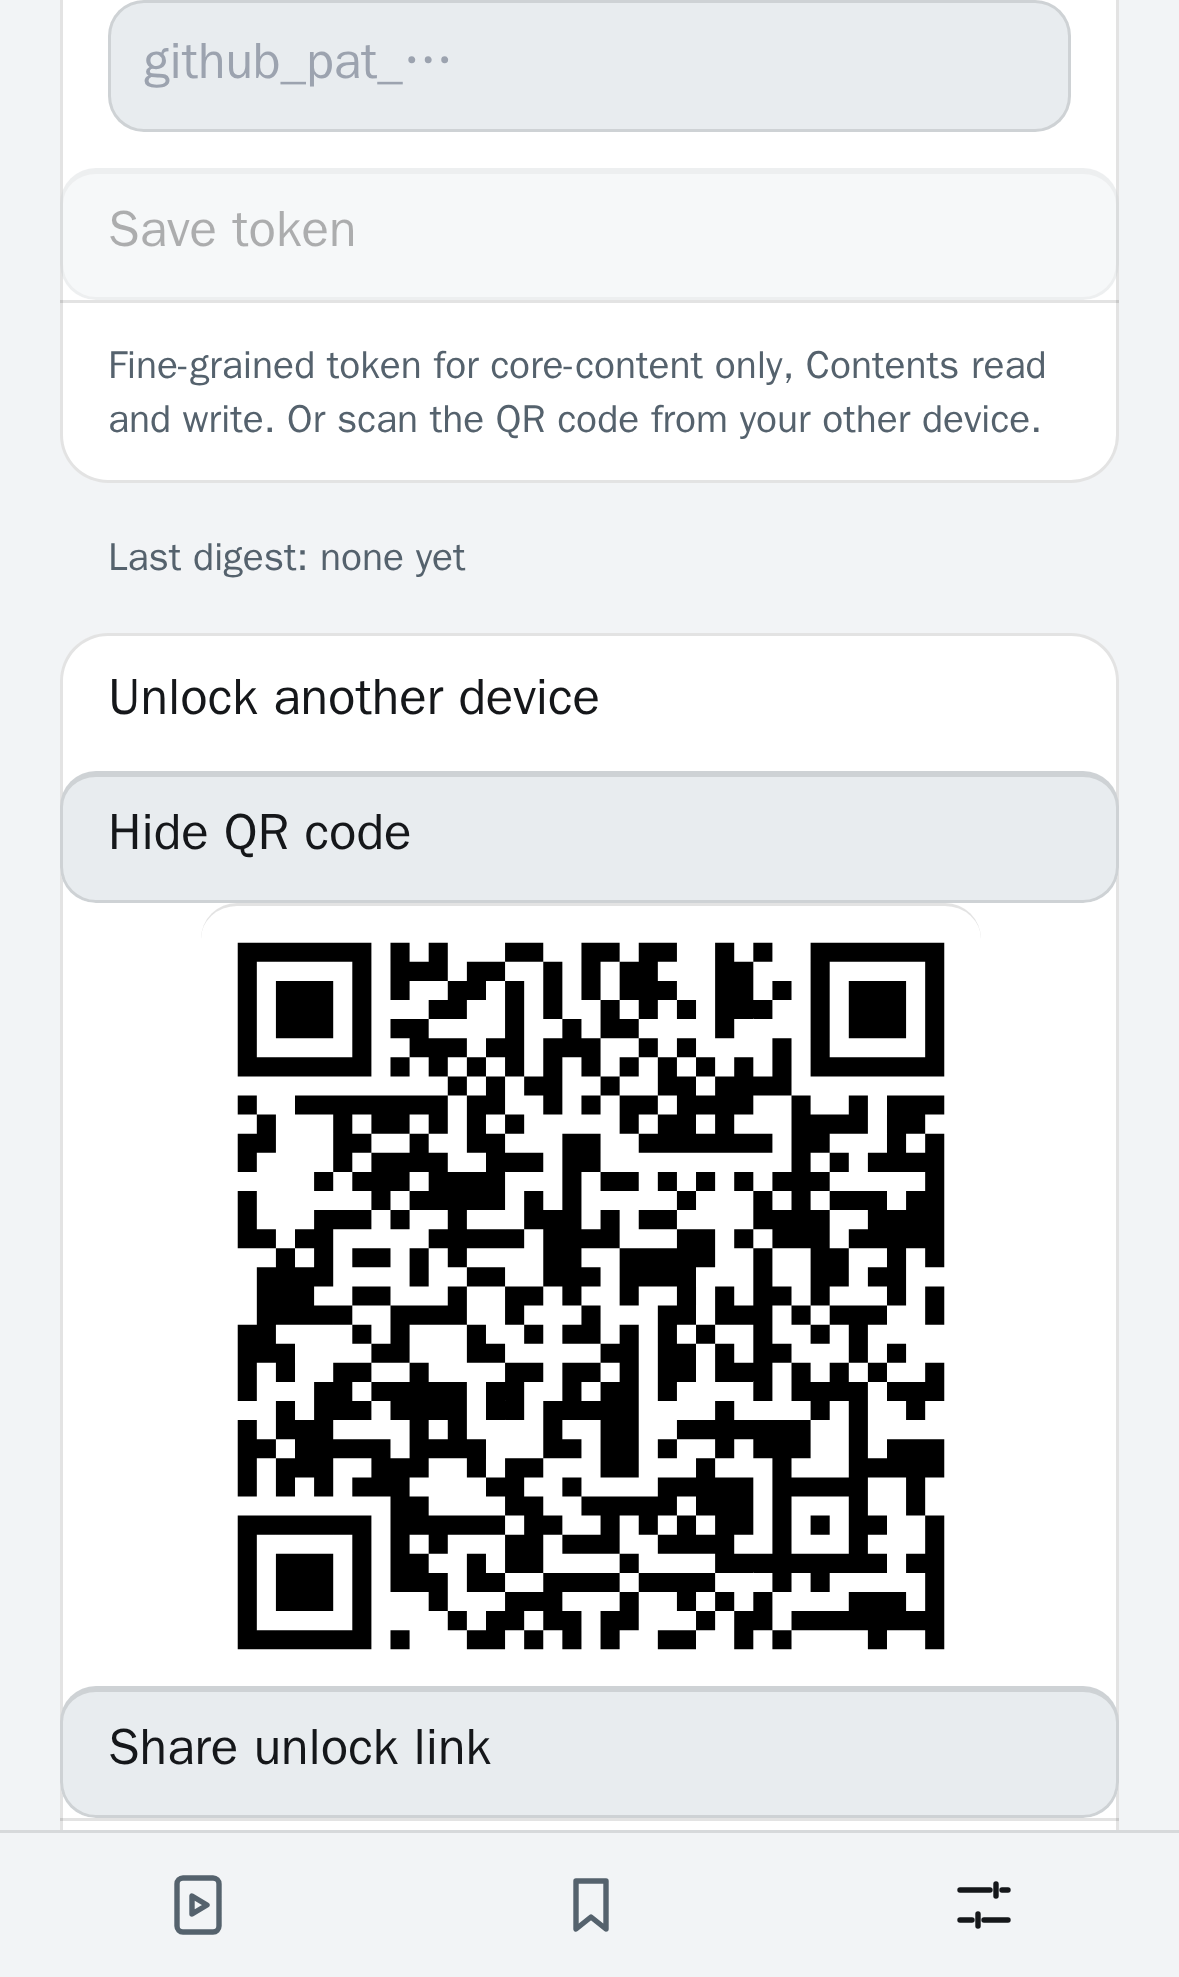 github_pat_…
Save token
Fine-grained token for core-content only, Contents read
and write. Or scan the QR code from your other device.
Last digest: none yet
Unlock another device
Hide QR code
Share unlock link